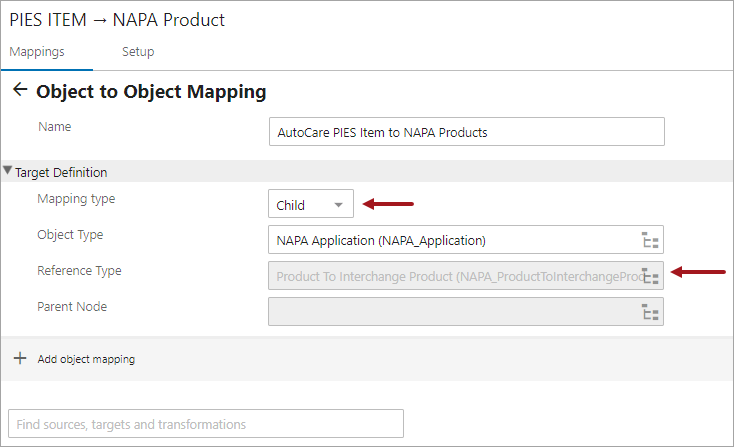 PIES ITEM → NAPA Product
Mappings Setup
← Object to Object Mapping
Name AutoCare PIES Item to NAPA Products
Target Definition
Mapping type Child
Object Type NAPA Application (NAPA_Application)
Reference Type Product To Interchange Product (NAPA_ProductToInterchangeProd
Parent Node
+ Add object mapping
Find sources, targets and transformations